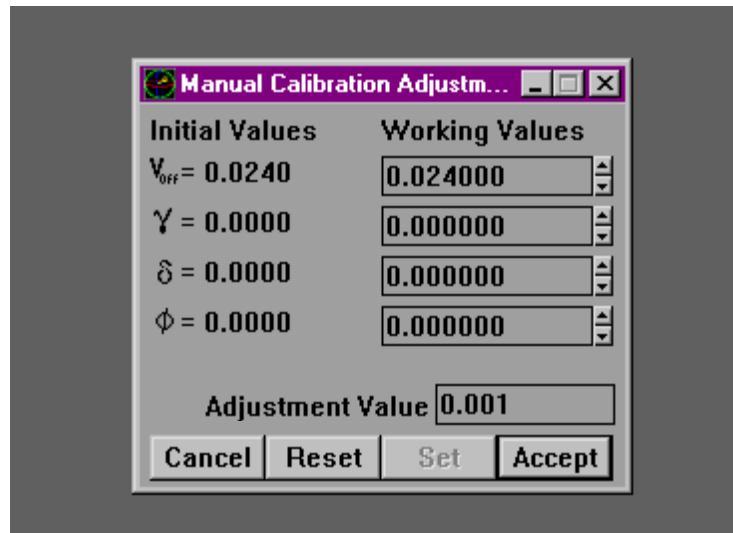 Manual Calibration Adjustm...
Initial Values Working Values
Voff= 0.0240 0.024000
γ = 0.0000 0.000000
δ = 0.0000 0.000000
ϕ = 0.0000 0.000000
Adjustment Value 0.001
Cancel Reset Set Accept